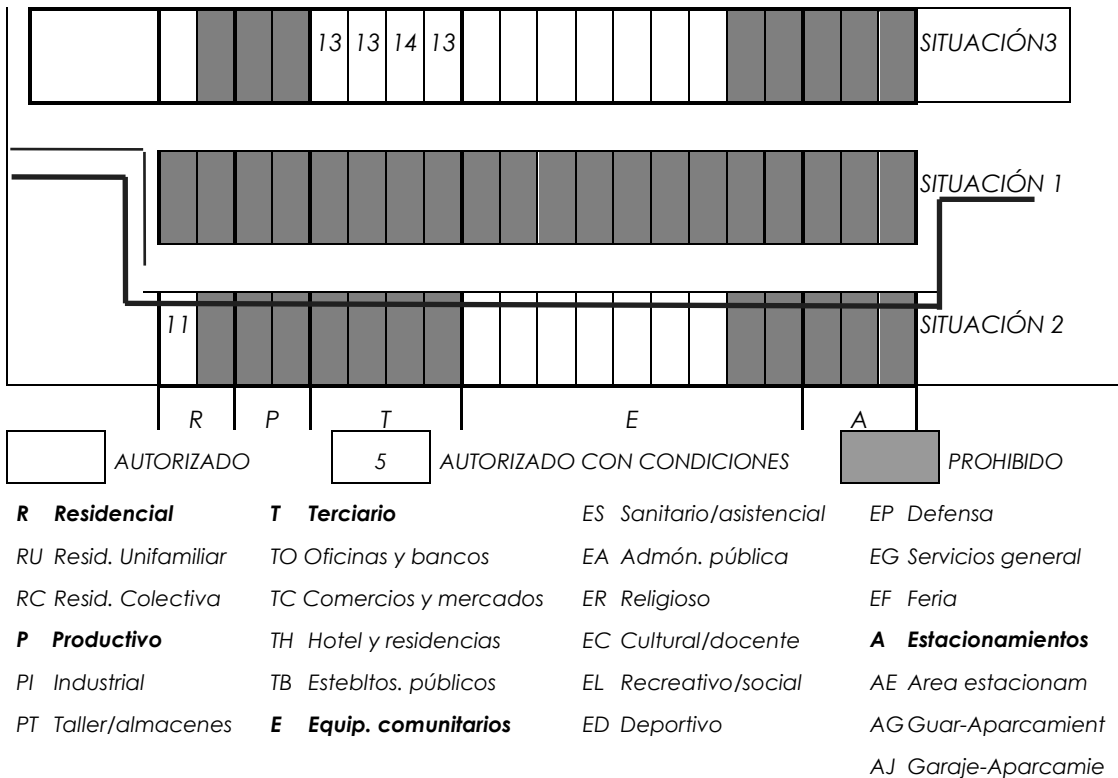 13 13 14 13 SITUACIÓN3
SITUACIÓN 1
11 SITUACIÓN 2
R P T E A
AUTORIZADO 5 AUTORIZADO CON CONDICIONES PROHIBIDO
R Residencial T Terciario ES Sanitario/asistencial EP Defensa
RU Resid. Unifamiliar TO Oficinas y bancos EA Admón. pública EG Servicios general
RC Resid. Colectiva TC Comercios y mercados ER Religioso EF Feria
P Productivo TH Hotel y residencias EC Cultural/docente A Estacionamientos
PI Industrial TB Estebltos. públicos EL Recreativo/social AE Area estacionam
PT Taller/almacenes E Equip. comunitarios ED Deportivo AG Guar-Aparcamient
AJ Garaje-Aparcamie